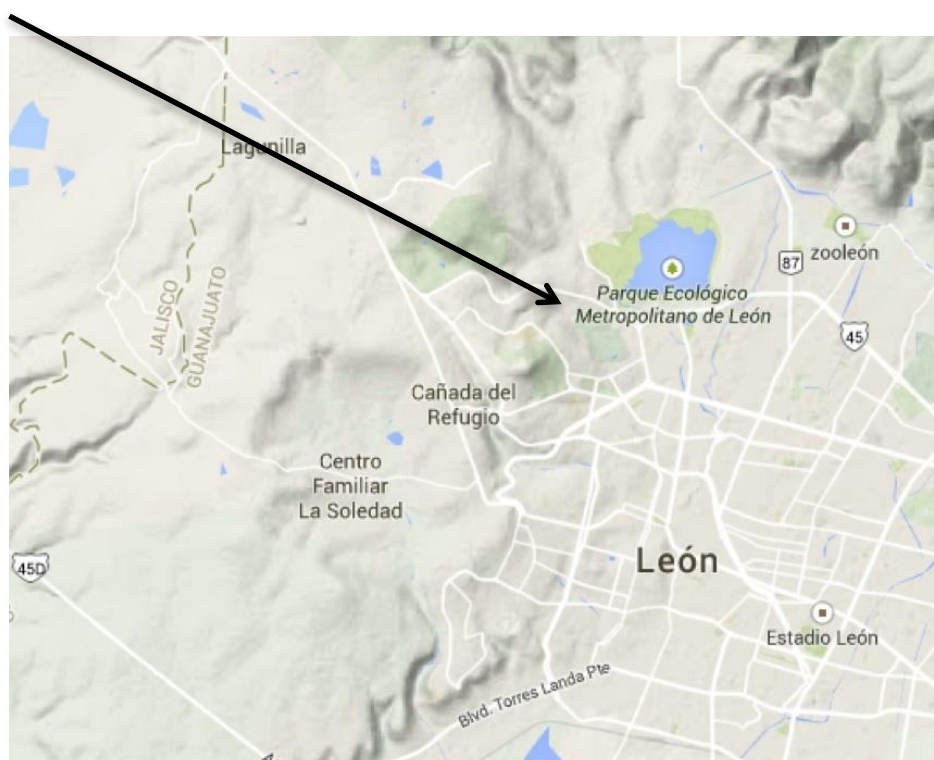 Lagunilla
zooleón
87
Parque Ecológico
Metropolitano de León
JALISCO
GUANAJUATO
45
Cañada del
Refugio
Centro
Familiar
La Soledad
León
45D
Estadio León
Blvd. Torres Landa Pte